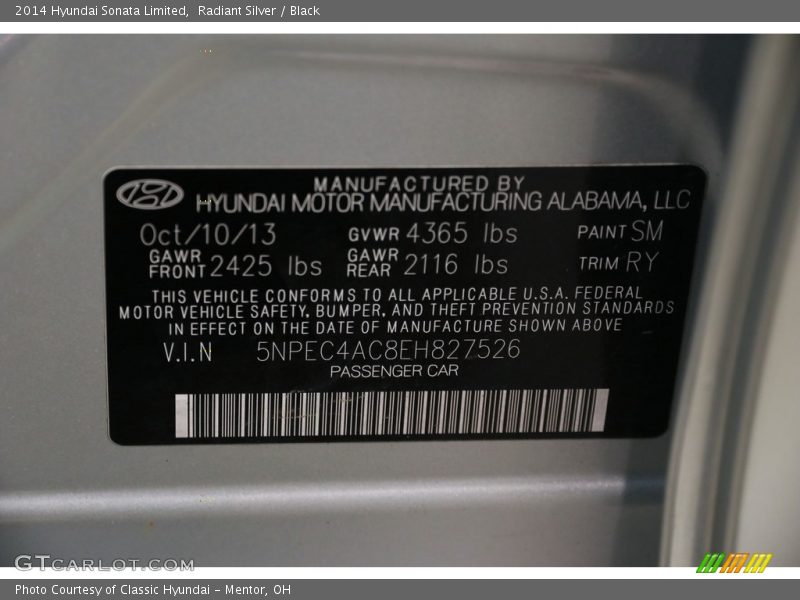 2014 Hyundai Sonata Limited,  Radiant Silver / Black
MANUFACTURED BY
HYUNDAI MOTOR MANUFACTURING ALABAMA, LLC
Oct/10/13 GVWR 4365 lbs PAINT SM
GAWR FRONT 2425 lbs GAWR REAR 2116 lbs TRIM RY
THIS VEHICLE CONFORMS TO ALL APPLICABLE U.S.A. FEDERAL
MOTOR VEHICLE SAFETY, BUMPER, AND THEFT PREVENTION STANDARDS
IN EFFECT ON THE DATE OF MANUFACTURE SHOWN ABOVE
V.I.N 5NPEC4AC8EH827526
PASSENGER CAR
GTCARLOT.COM
Photo Courtesy of Classic Hyundai - Mentor, OH